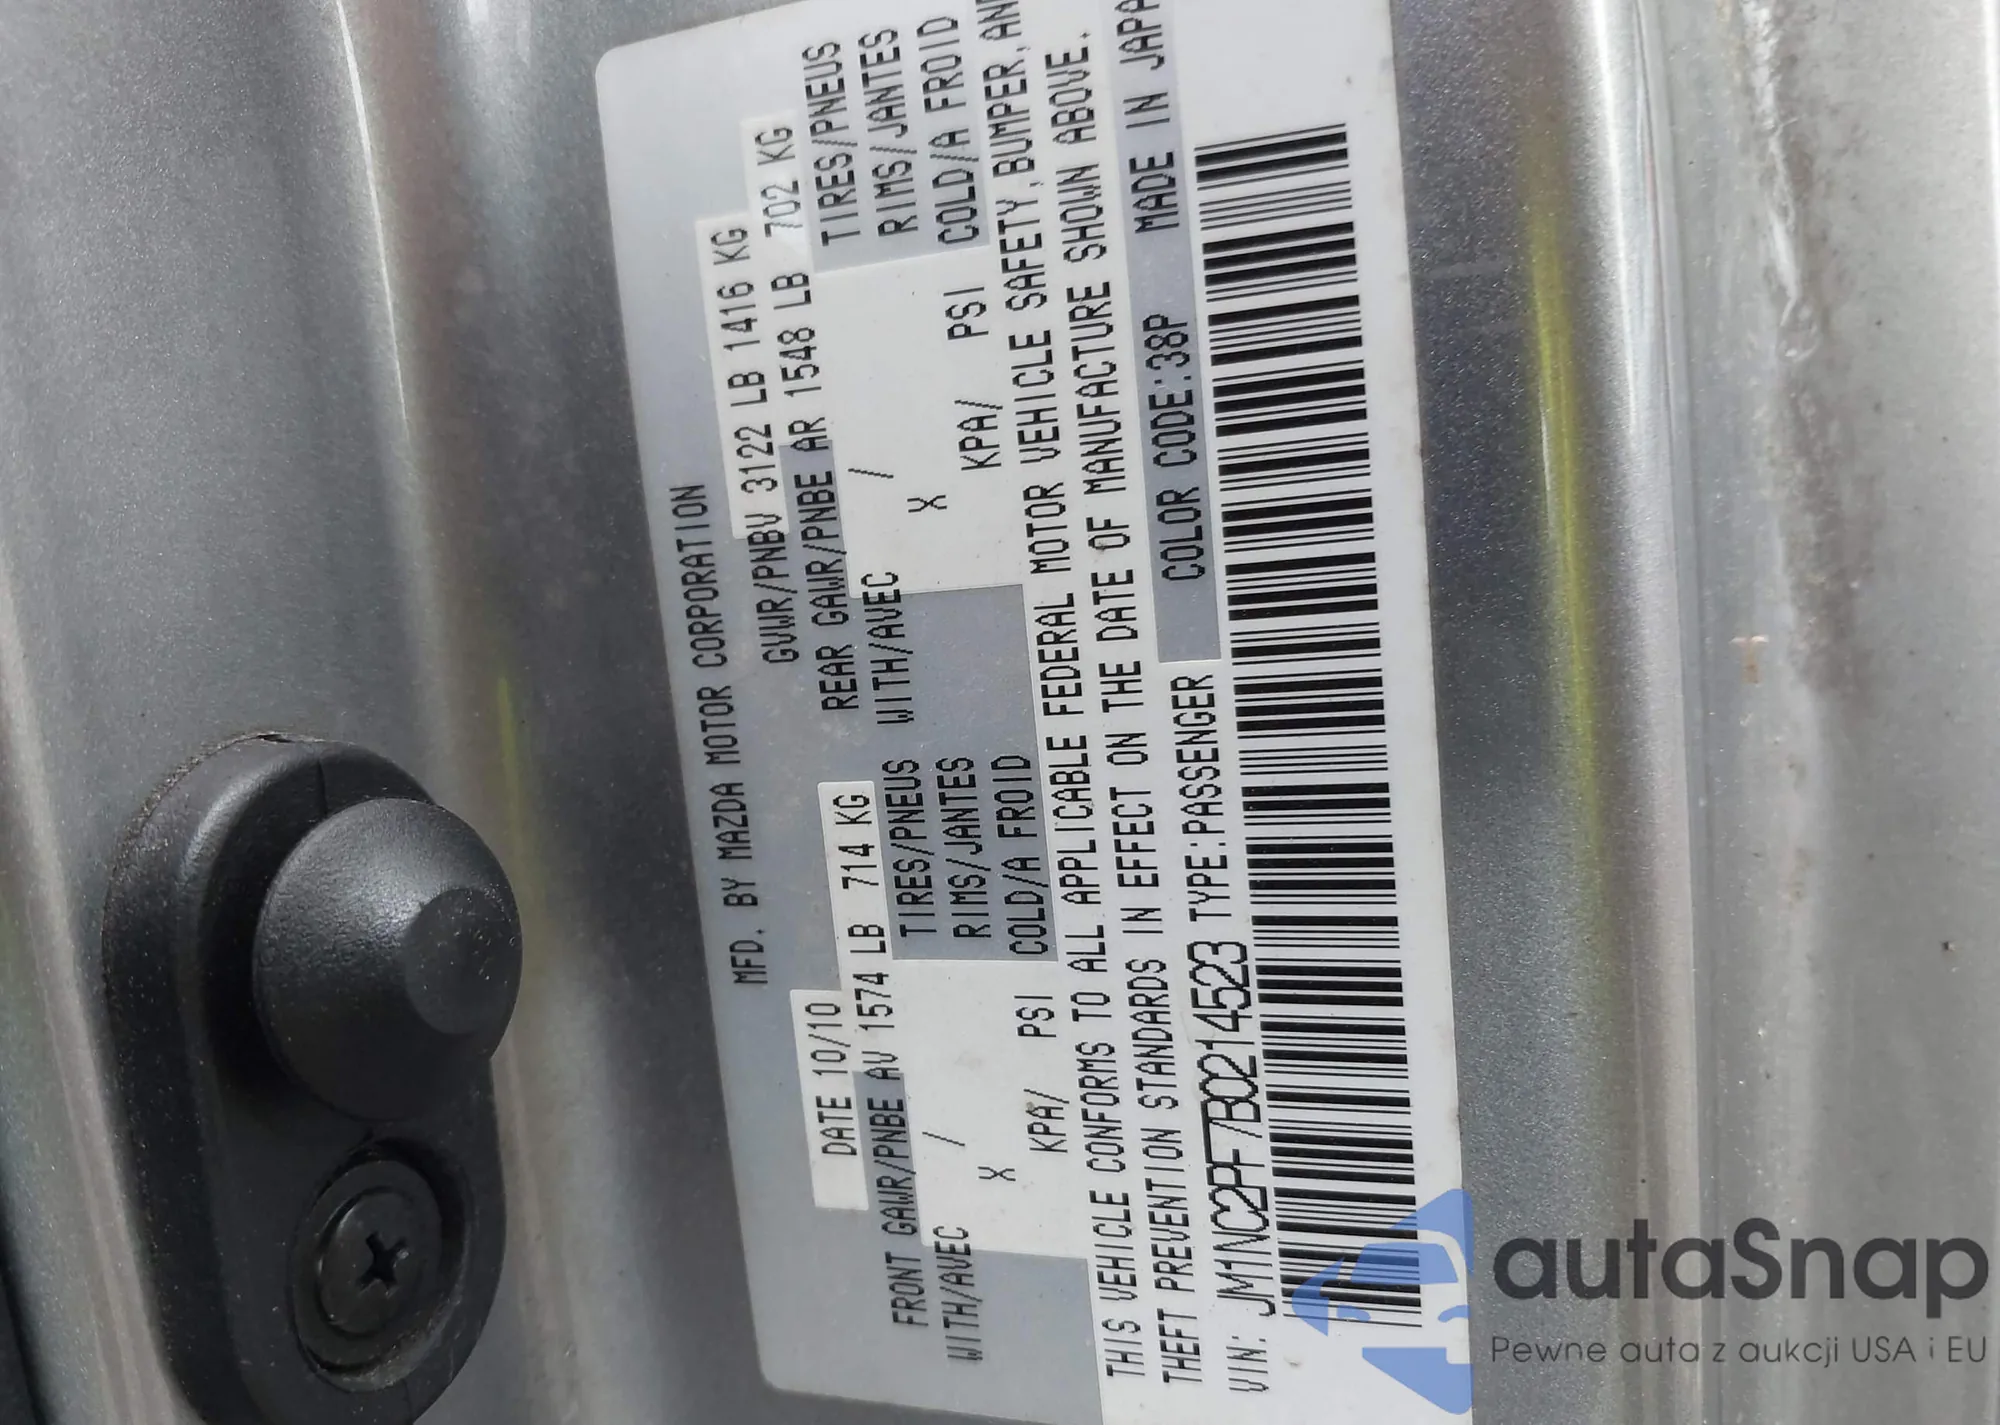 MFD. BY MAZDA MOTOR CORPORATION
DATE 10/10
GVWR/PNBV 3122 LB 1416 KG
FRONT GAWR/PNBE AV 1574 LB 714 KG
REAR GAWR/PNBE AR 1548 LB 702 KG
WITH/AVEC / TIRES/PNEUS
WITH/AVEC / TIRES/PNEUS
X RIMS/JANTES
X RIMS/JANTES
KPA/ PSI COLD/A FROID
KPA/ PSI COLD/A FROID
THIS VEHICLE CONFORMS TO ALL APPLICABLE FEDERAL MOTOR VEHICLE SAFETY,BUMPER,
THEFT PREVENTION STANDARDS IN EFFECT ON THE DATE OF MANUFACTURE SHOWN ABOVE.
VIN: JM1NC2PF7B0214523 TYPE:PASSENGER COLOR CODE:38P MADE IN
autaSnap
Pewne auta z aukcji USA i EU